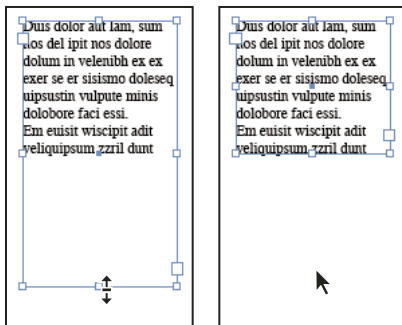 Duis dolor aut lam, sum
nos del ipit nos dolore
dolum in velenibh ex ex
exer se er sisismo doleseq
uipsustin vulpute minis
dolobore faci essi.
Em euisit wiscipit adit
veliquipsum zzril dunt
Duis dolor aut lam, sum
nos del ipit nos dolore
dolum in velenibh ex ex
exer se er sisismo doleseq
uipsustin vulpute minis
dolobore faci essi.
Em euisit wiscipit adit
veliquipsum zzril dunt